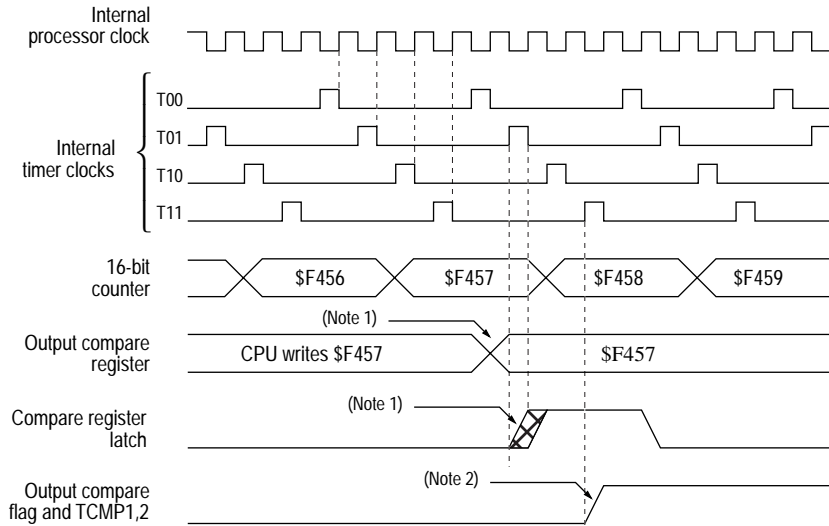 Internal
processor clock
T00
T01
Internal
timer clocks
T10
T11
16-bit
counter
$F456
$F457
$F458
$F459
(Note 1)
Output compare
register
CPU writes $F457
$F457
(Note 1)
Compare register
latch
(Note 2)
Output compare
flag and TCMP1,2